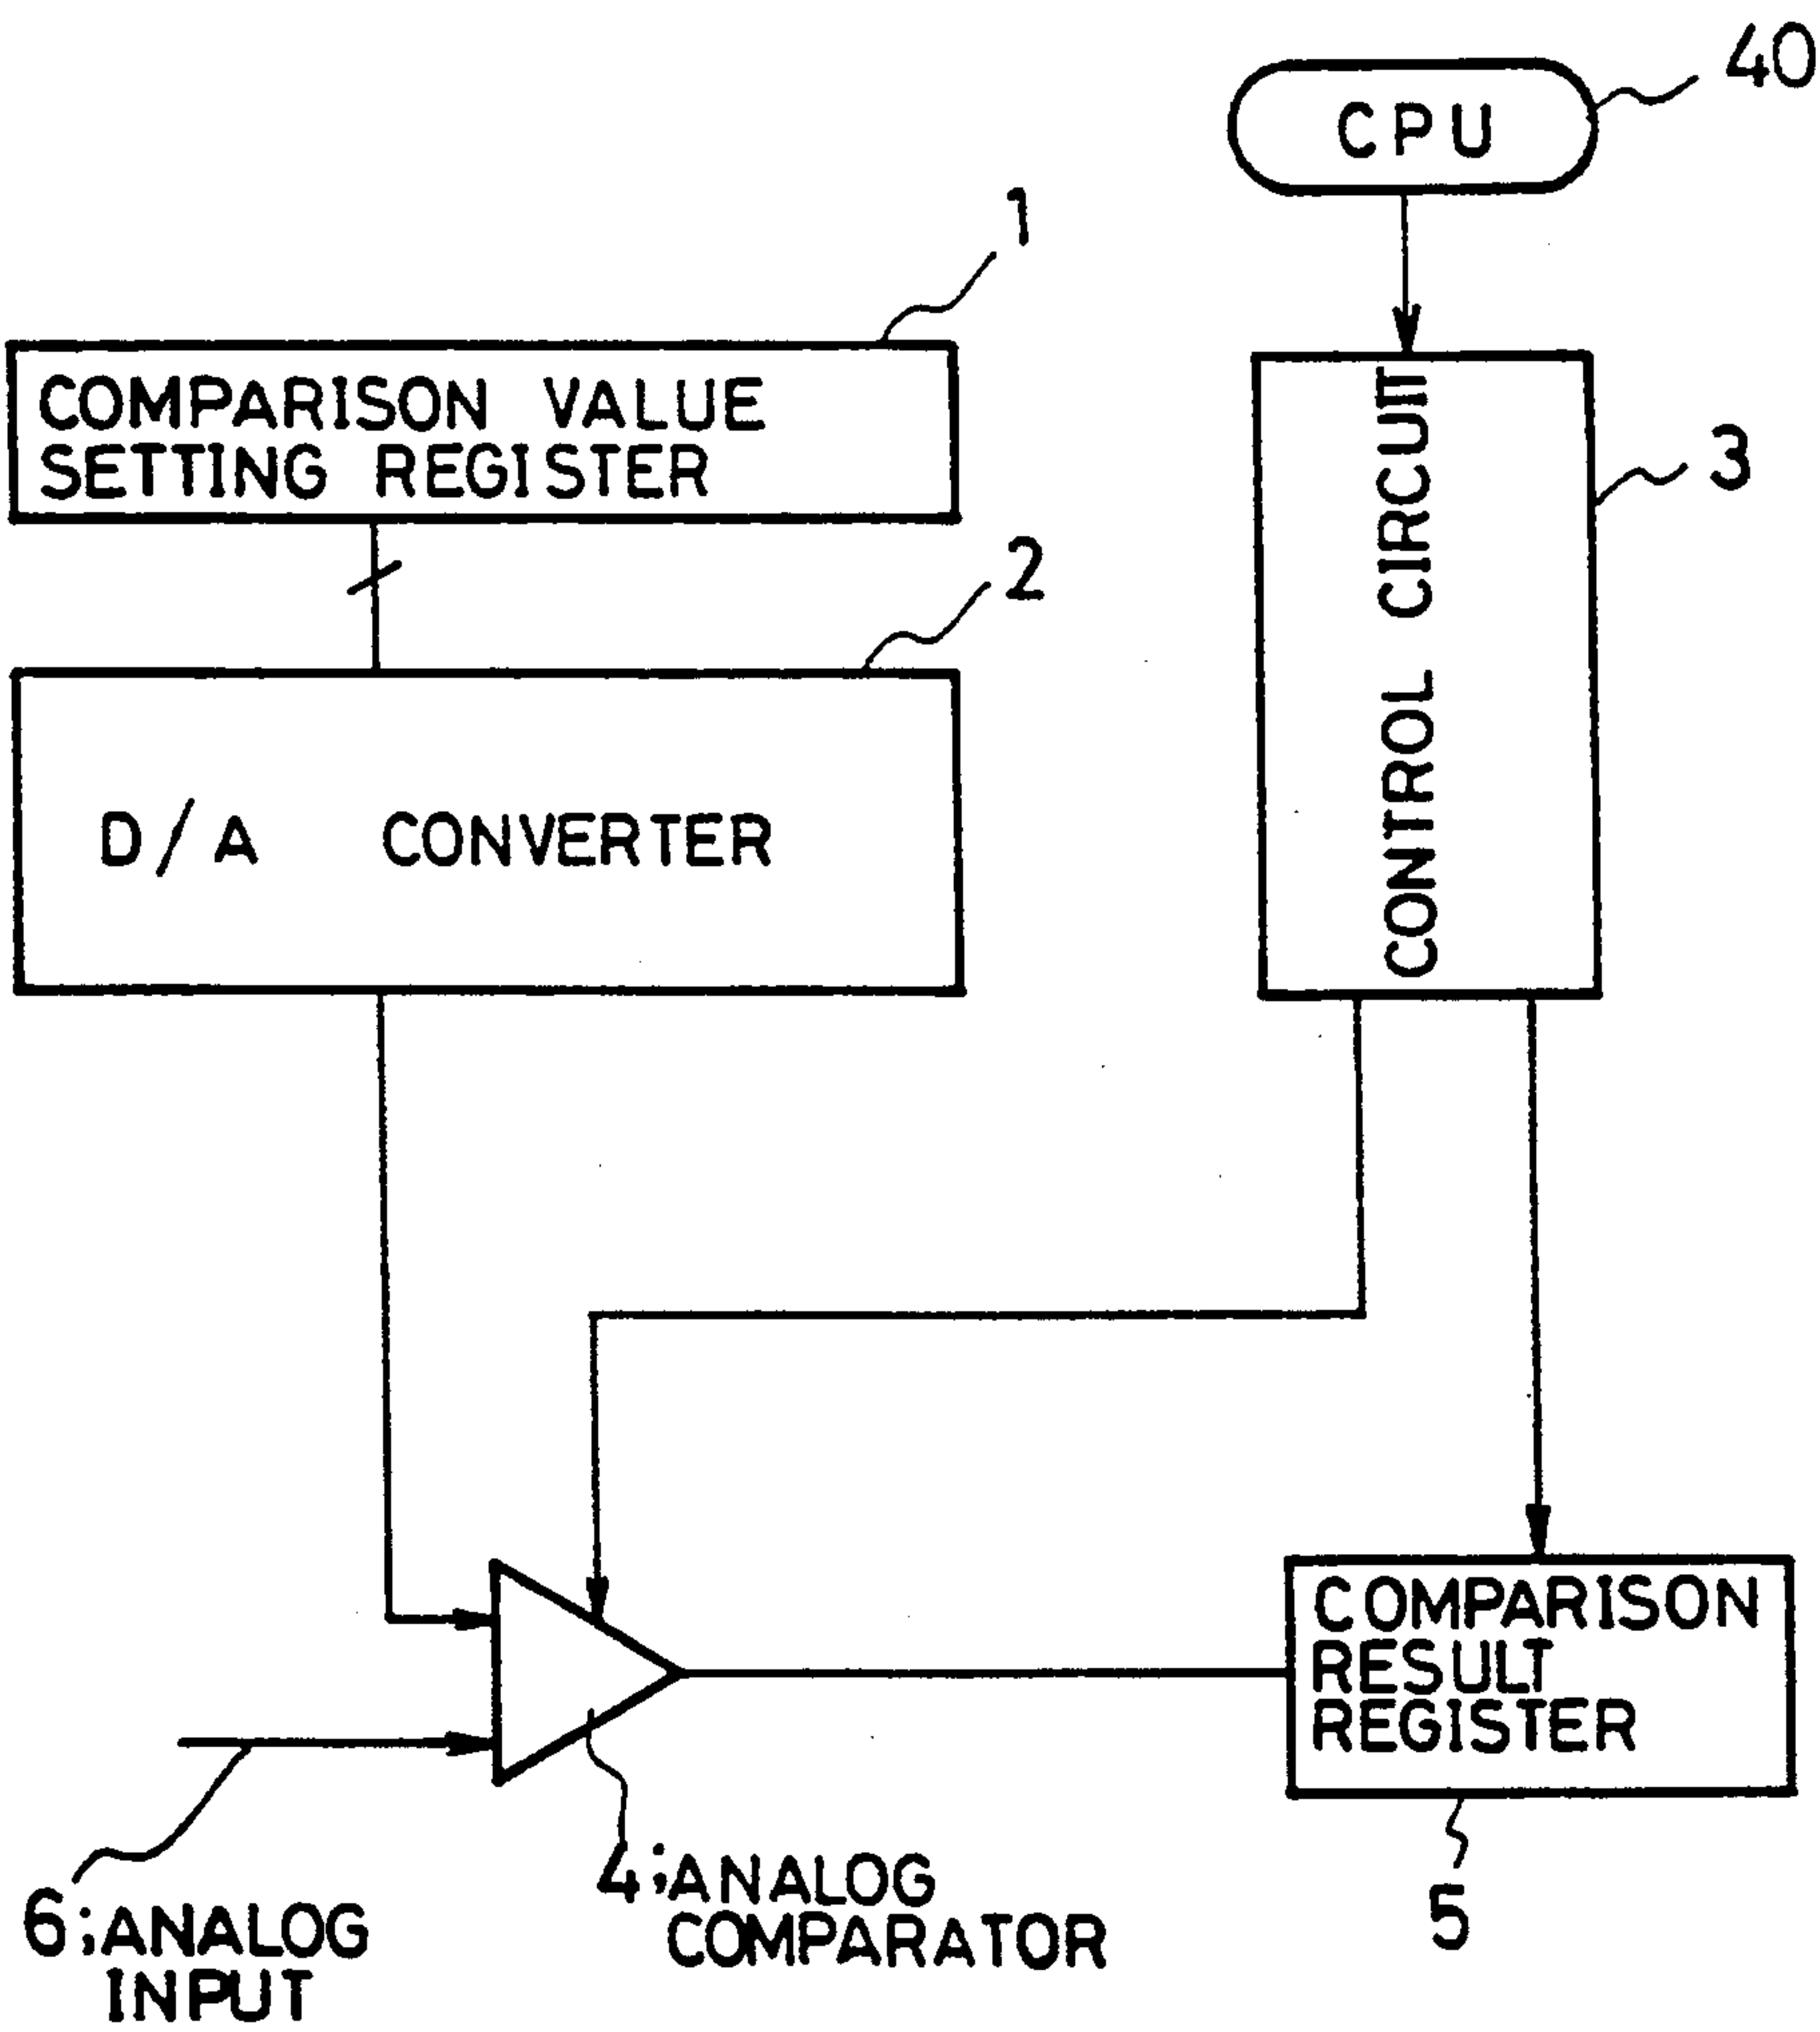 40
CPU
1
COMPARISON VALUE
SETTING REGISTER
3
CONTROL CIRCUIT
2
D/A CONVERTER
COMPARISON
RESULT
REGISTER
4;ANALOG
COMPARATOR
5
6;ANALOG
INPUT